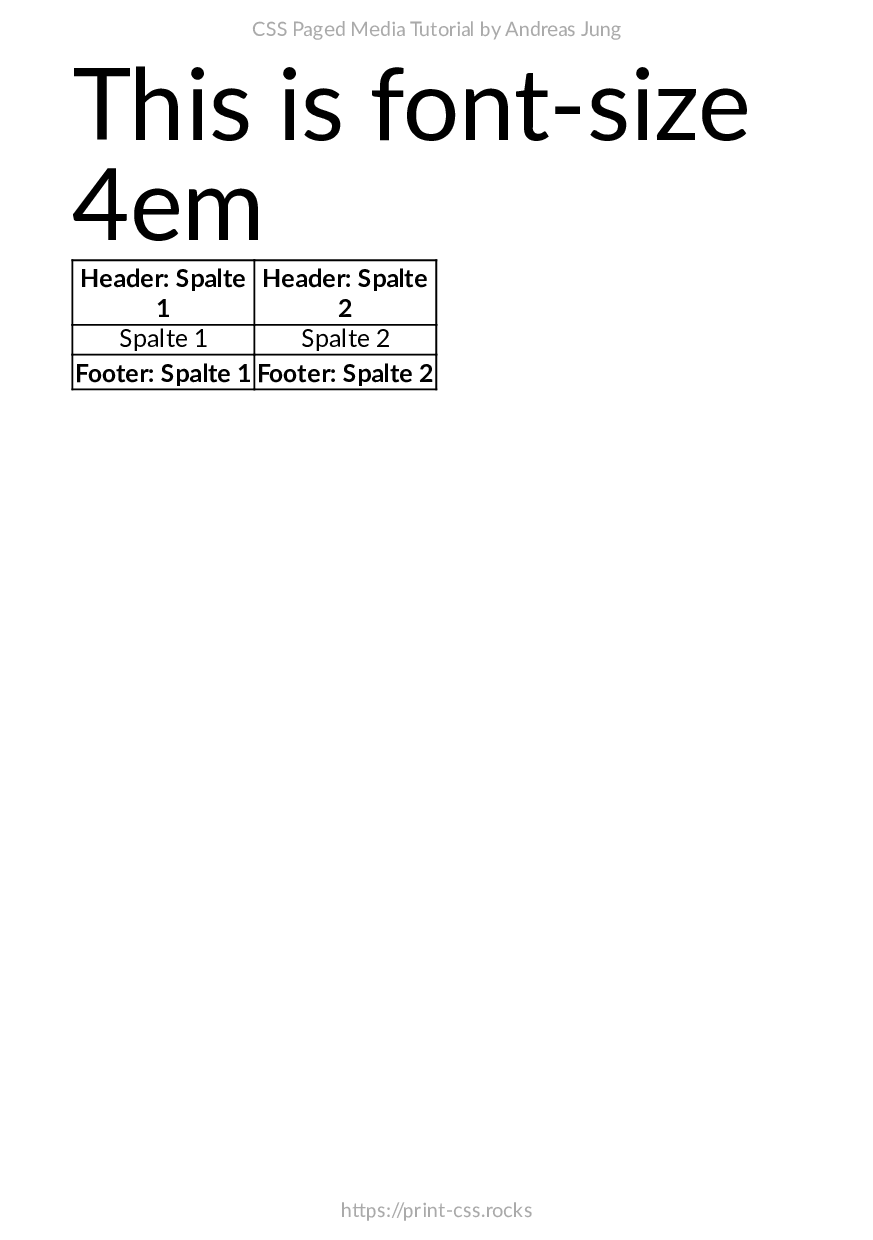 CSS Paged Media Tutorial by Andreas Jung
This is font-size
4em
Header: Spalte 1 Header: Spalte 2
Spalte 1 Spalte 2
Footer: Spalte 1 Footer: Spalte 2
https://print-css.rocks